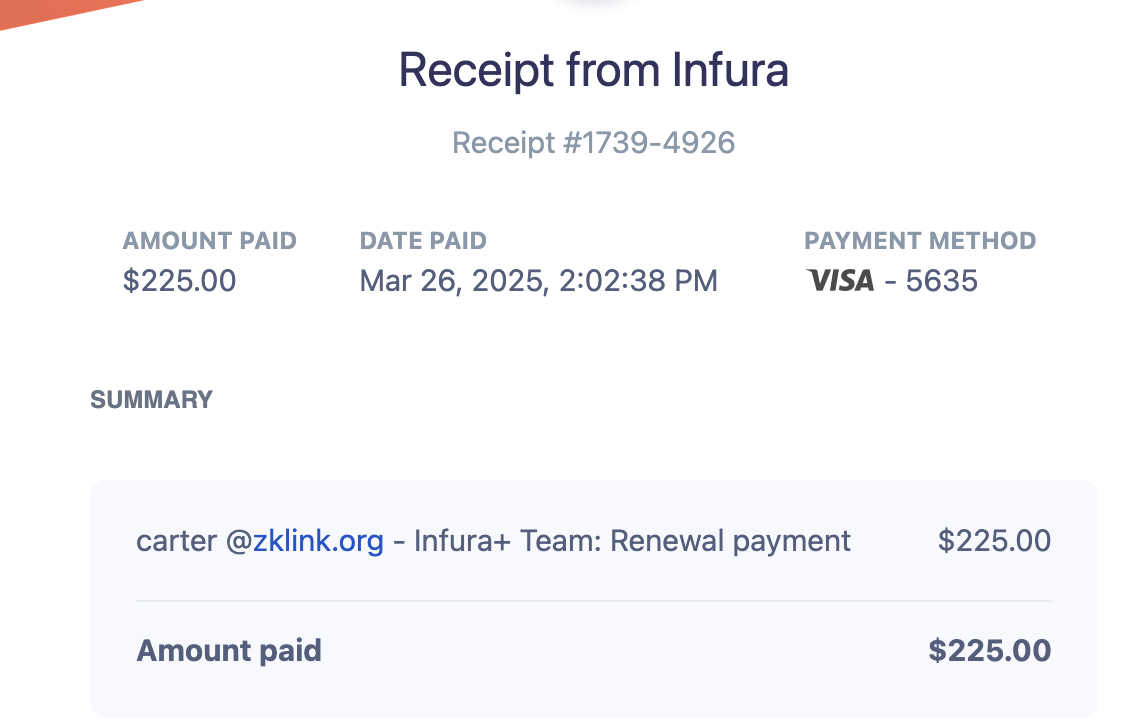 Receipt from Infura
Receipt #1739-4926
AMOUNT PAID
$225.00
DATE PAID
Mar 26, 2025, 2:02:38 PM
PAYMENT METHOD
VISA - 5635
SUMMARY
carter @zklink.org - Infura+ Team: Renewal payment $225.00
Amount paid $225.00